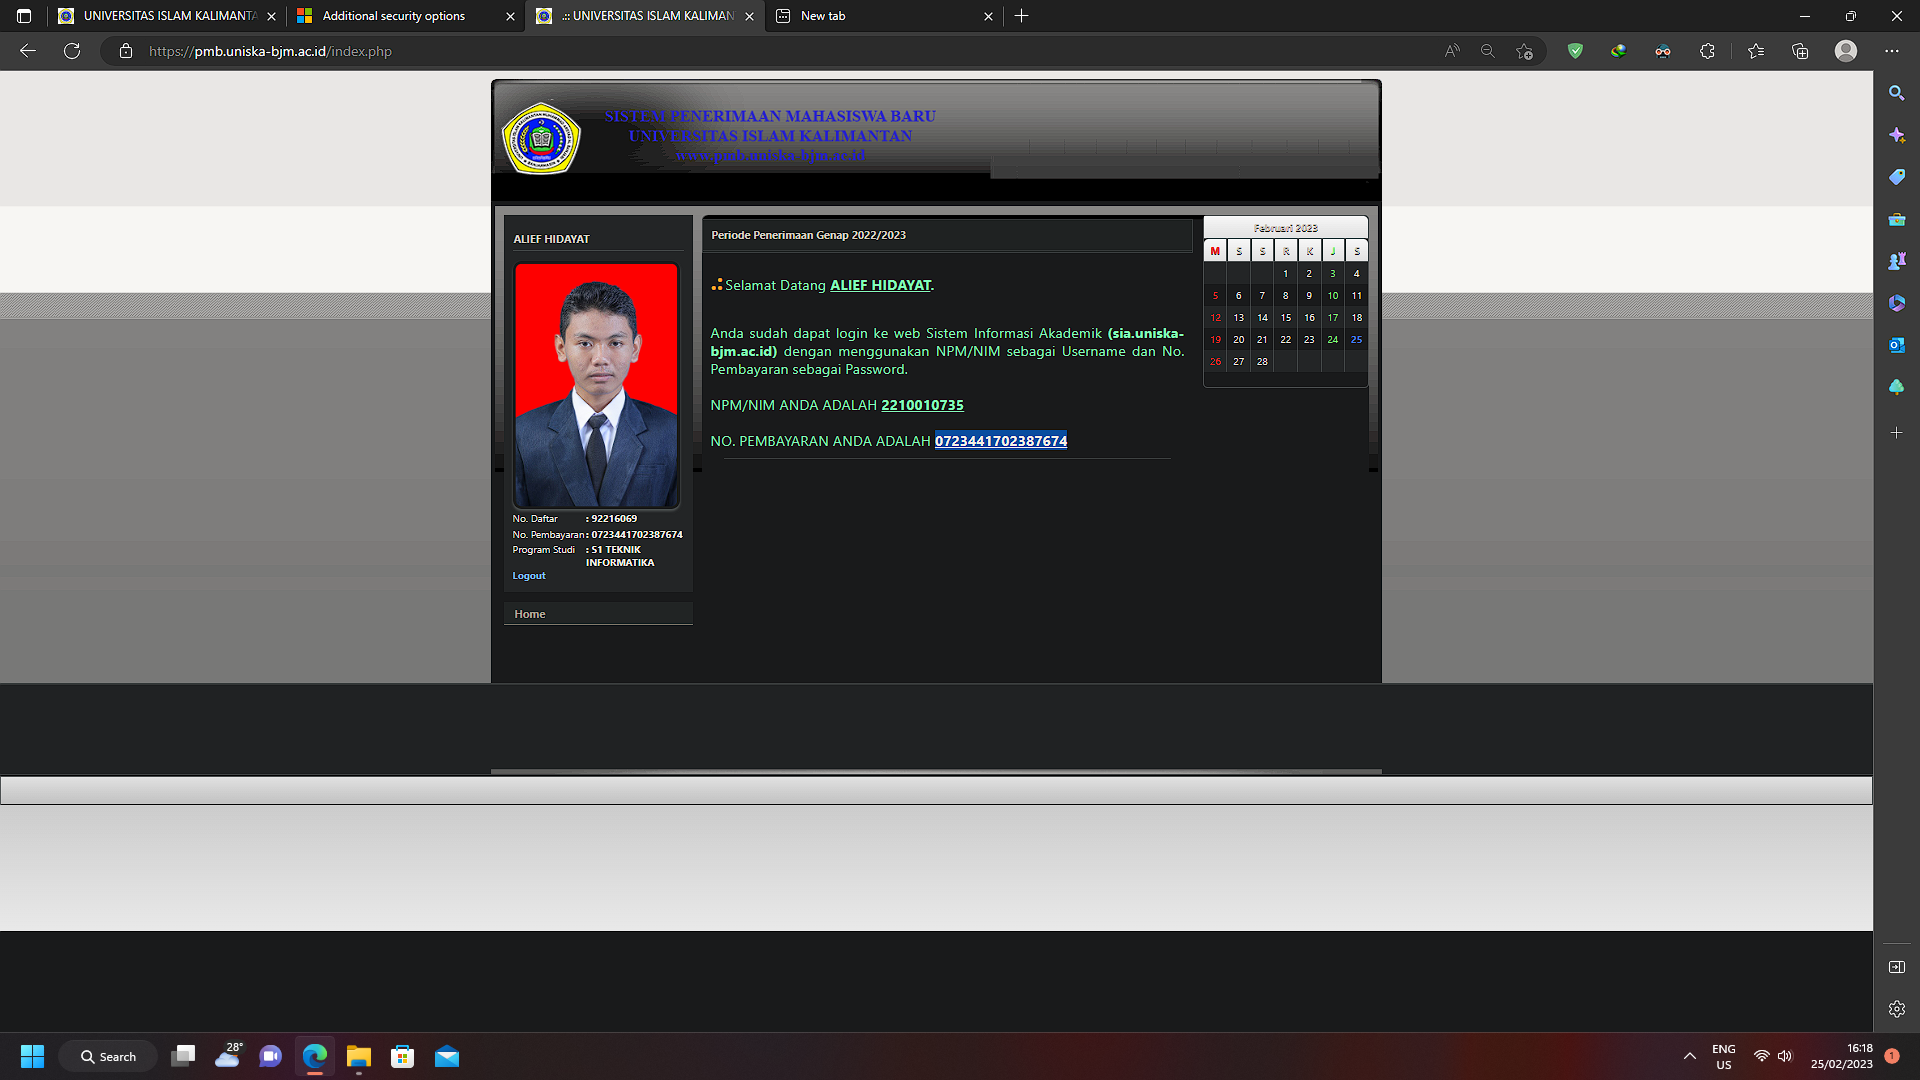 UNIVERSITAS ISLAM KALIMANTA
Additional security options
.:: UNIVERSITAS ISLAM KALIMAN
New tab
https://pmb.uniska-bjm.ac.id/index.php
SISTEM PENERIMAAN MAHASISWA BARU
UNIVERSITAS ISLAM KALIMANTAN
www.pmb.uniska-bjm.ac.id
ALIEF HIDAYAT
No. Daftar : 92216069
No. Pembayaran : 0723441702387674
Program Studi : S1 TEKNIK
INFORMATIKA
Logout
Home
Periode Penerimaan Genap 2022/2023
Selamat Datang ALIEF HIDAYAT.
Anda sudah dapat login ke web Sistem Informasi Akademik (sia.uniska-
bjm.ac.id) dengan menggunakan NPM/NIM sebagai Username dan No.
Pembayaran sebagai Password.
NPM/NIM ANDA ADALAH 2210010735
NO. PEMBAYARAN ANDA ADALAH 0723441702387674
Februari 2023
M S S R K J S
1 2 3 4
5 6 7 8 9 10 11
12 13 14 15 16 17 18
19 20 21 22 23 24 25
26 27 28
28°
Search
ENG
US
16:18
25/02/2023
1